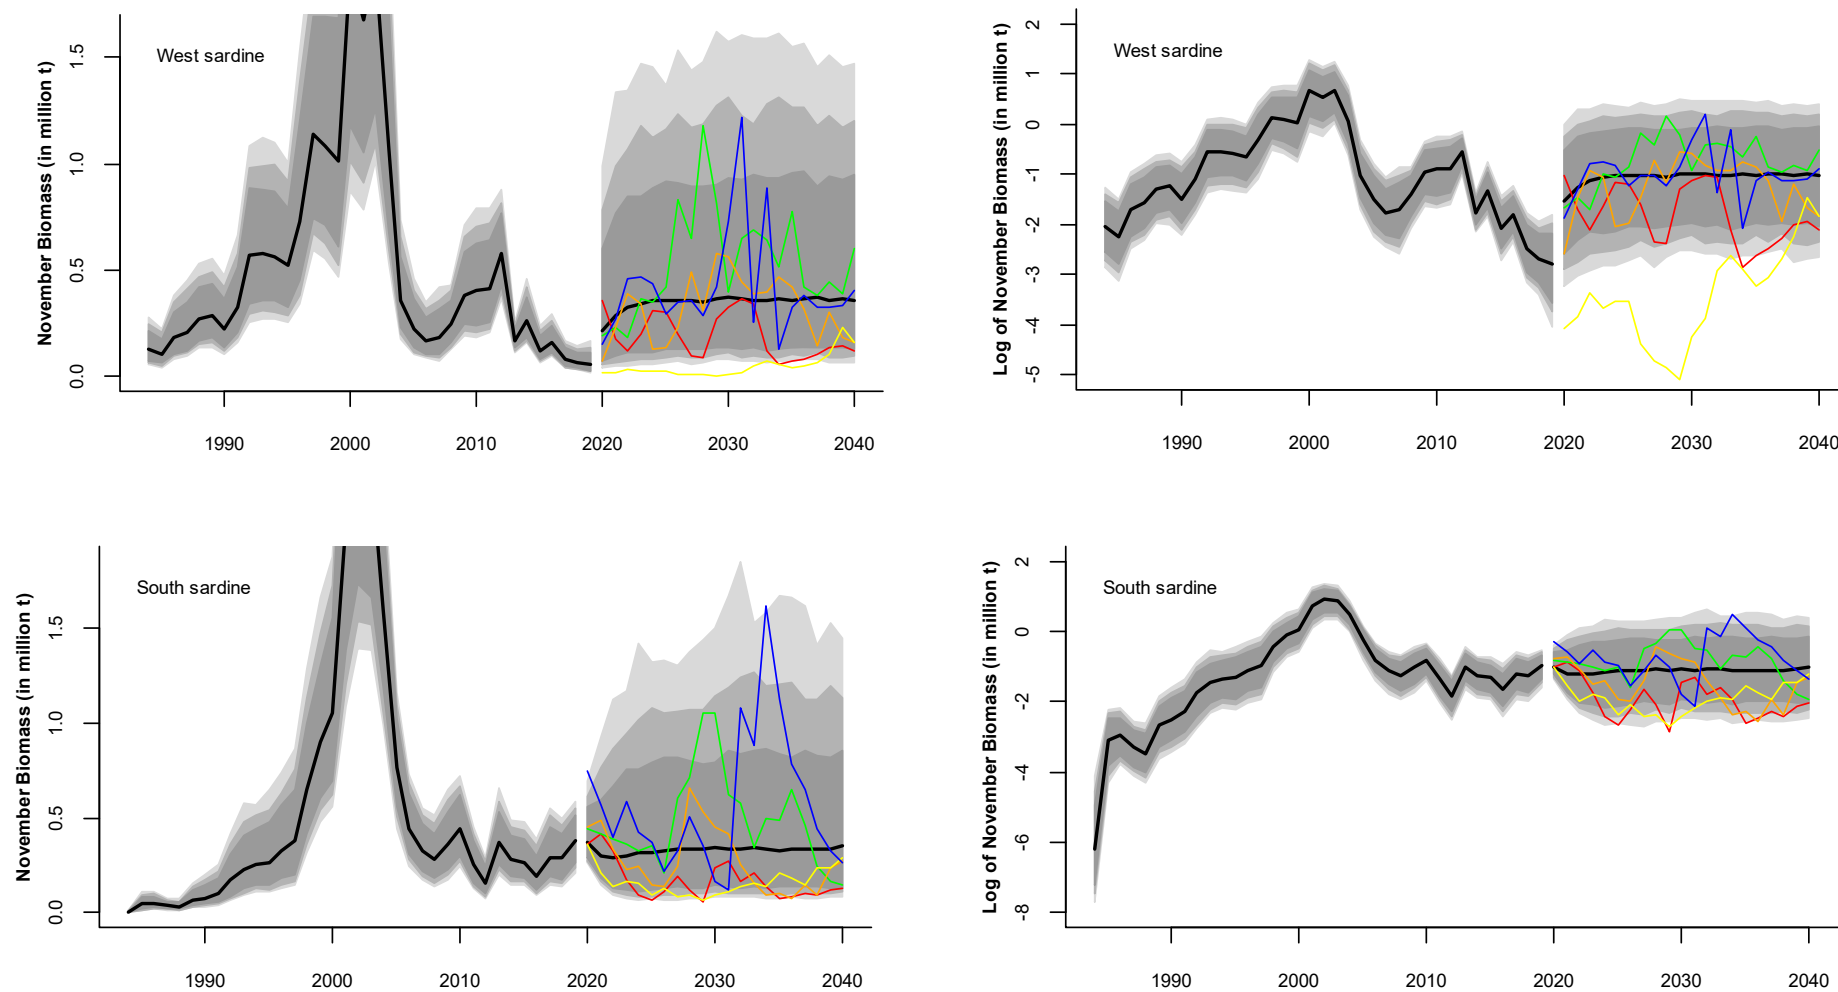 November Biomass (in million t)
West sardine
1.5
1.0
0.5
0.0
1990 2000 2010 2020 2030 2040
Log of November Biomass (in million t)
West sardine
2
1
0
-1
-2
-3
-4
-5
1990 2000 2010 2020 2030 2040
November Biomass (in million t)
South sardine
1.5
1.0
0.5
0.0
1990 2000 2010 2020 2030 2040
Log of November Biomass (in million t)
South sardine
2
0
-2
-4
-6
-8
1990 2000 2010 2020 2030 2040